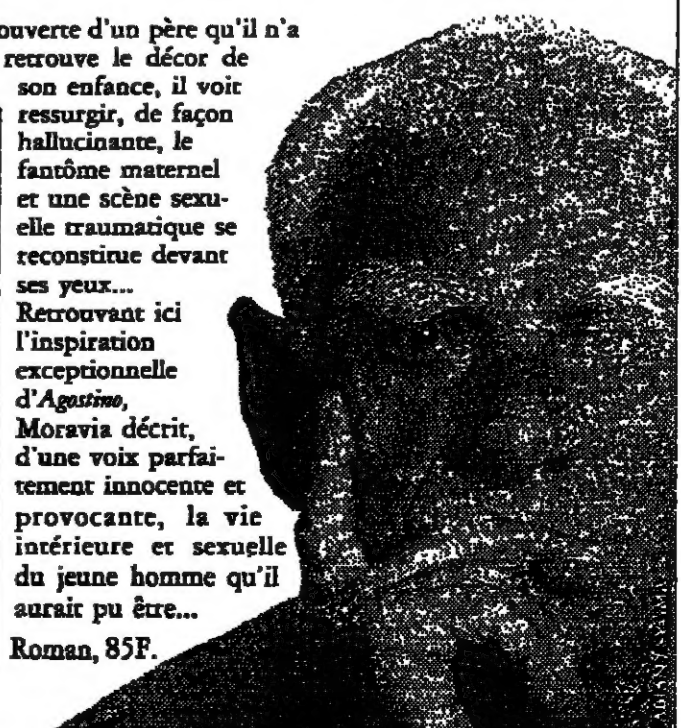 ouverte d'un père qu'il n'a
retrouve le décor de
son enfance, il voit
ressurgir, de façon
hallucinante, le
fantôme maternel
et une scène sexu-
elle traumatique se
reconstitue devant
ses yeux...
Retrouvant ici
l'inspiration
exceptionnelle
d'Agostino,
Moravia décrit,
d'une voix parfai-
tement innocente et
provocante, la vie
intérieure et sexuelle
du jeune homme qu'il
aurait pu être...
Roman, 85F.